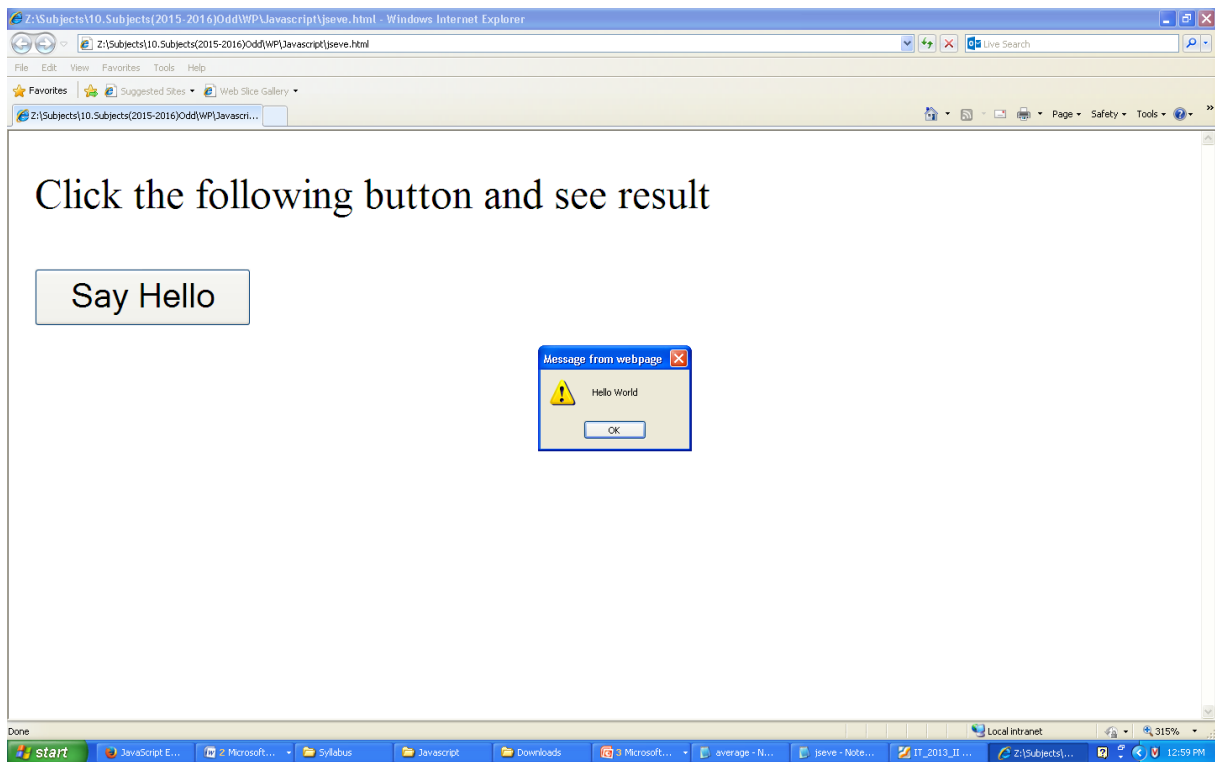 Z:\Subjects\10.Subjects(2015-2016)Odd\WP\Javascript\jseve.html - Windows Internet Explorer
Z:\Subjects\10.Subjects(2015-2016)Odd\WP\Javascript\jseve.html Live Search
File Edit View Favorites Tools Help
Favorites Suggested Sites Web Slice Gallery
Z:\Subjects\10.Subjects(2015-2016)Odd\WP\Javascri... Page Safety Tools
Click the following button and see result
Say Hello
Message from webpage
Hello World
OK
Done Local intranet 315%
start JavaScript E... 2 Microsoft... Syllabus Javascript Downloads 3 Microsoft... average - N... jseve - Note... IT_2013_II ... Z:\Subjects\... 12:59 PM